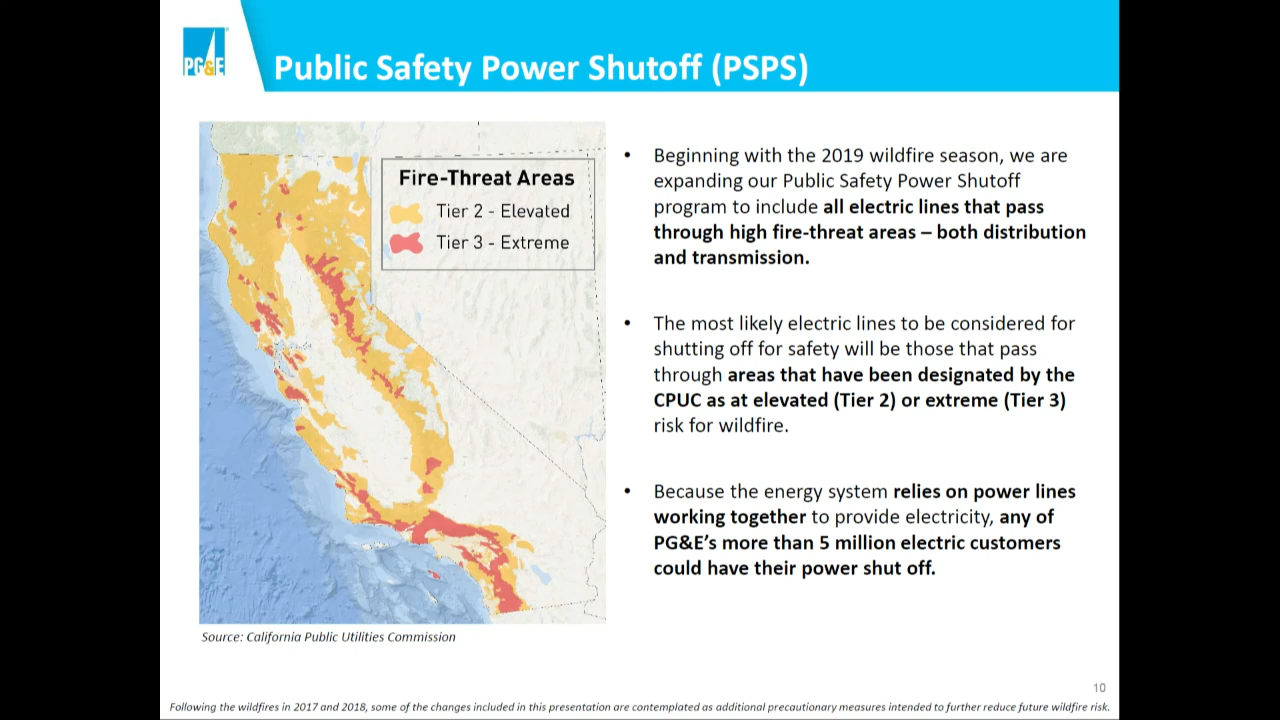 PG&E
Public Safety Power Shutoff (PSPS)
Fire-Threat Areas
Tier 2 - Elevated
Tier 3 - Extreme
Source: California Public Utilities Commission
• Beginning with the 2019 wildfire season, we are
expanding our Public Safety Power Shutoff
program to include all electric lines that pass
through high fire-threat areas – both distribution
and transmission.
• The most likely electric lines to be considered for
shutting off for safety will be those that pass
through areas that have been designated by the
CPUC as at elevated (Tier 2) or extreme (Tier 3)
risk for wildfire.
• Because the energy system relies on power lines
working together to provide electricity, any of
PG&E’s more than 5 million electric customers
could have their power shut off.
10
Following the wildfires in 2017 and 2018, some of the changes included in this presentation are contemplated as additional precautionary measures intended to further reduce future wildfire risk.